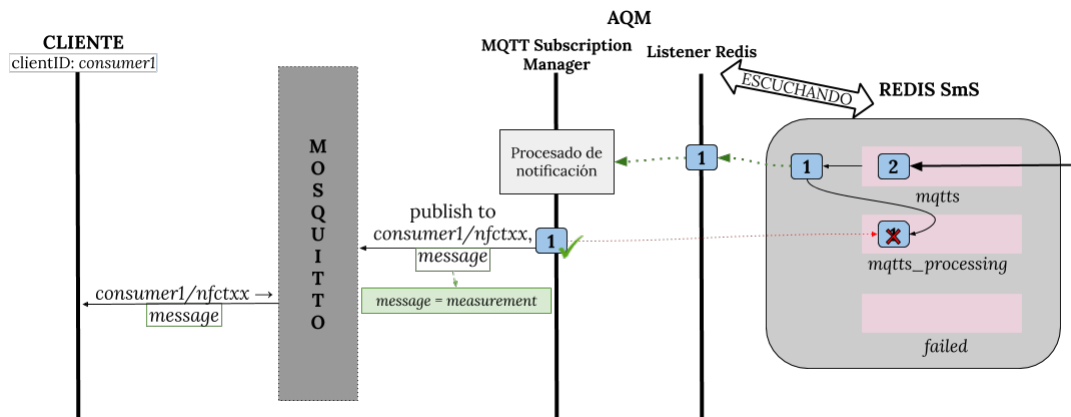 AQM
CLIENTE
clientID: consumer1
MQTT Subscription
Manager
Listener Redis
ESCUCHANDO
REDIS SmS
MOSQUITTO
Procesado de
notificación
1
1
2
mqtts
publish to
consumer1/nfctxx,
message
1
mqtts_processing
message = measurement
consumer1/nfctxx →
message
failed